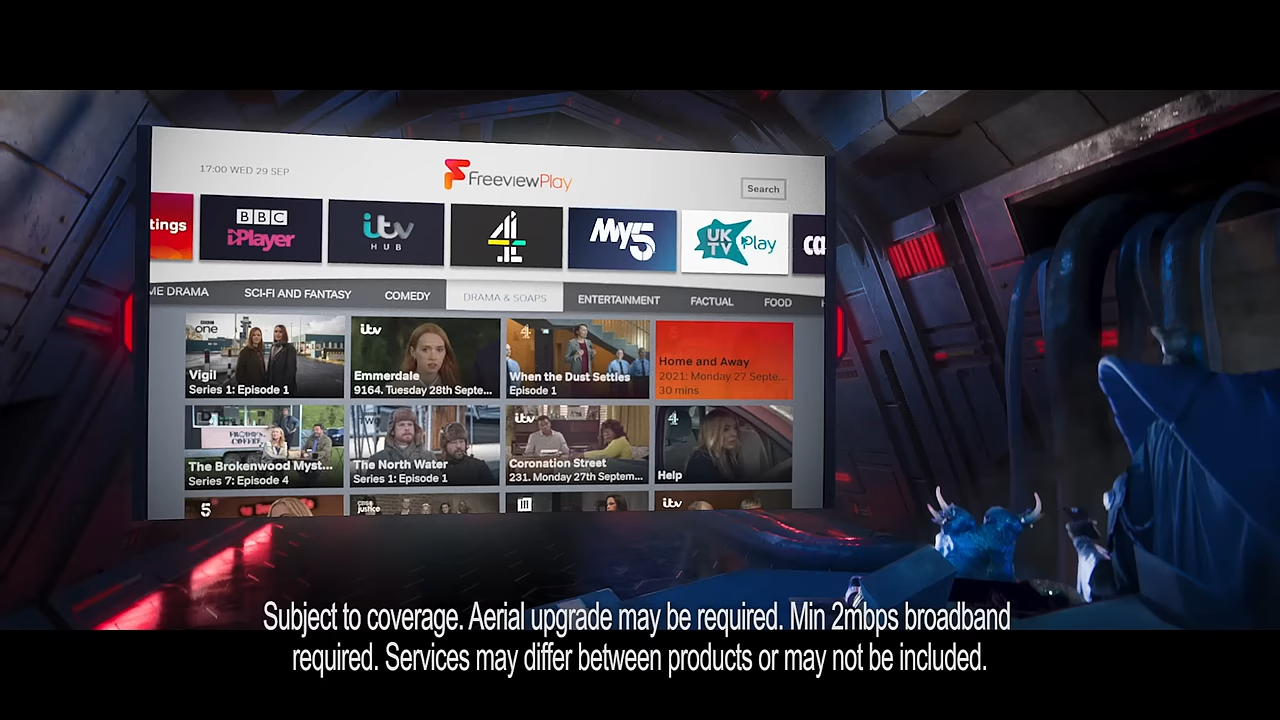 17:00 WED 29 SEP
FreeviewPlay
Search
tings
BBC
iPlayer
itv
HUB
4
My5
UK
TV Play
ME DRAMA SCI-FI AND FANTASY COMEDY DRAMA & SOAPS ENTERTAINMENT FACTUAL FOOD
BBC
one
Vigil
Series 1: Episode 1
itv
Emmerdale
9164. Tuesday 28th Septe...
4
When the Dust Settles
Episode 1
Home and Away
2021: Monday 27 Septe...
30 mins
The Brokenwood Myst...
Series 7: Episode 4
The North Water
Series 1: Episode 1
itv
Coronation Street
231. Monday 27th Septem...
4
Help
5
CBS
justice
itv
Subject to coverage. Aerial upgrade may be required. Min 2mbps broadband
required. Services may differ between products or may not be included.